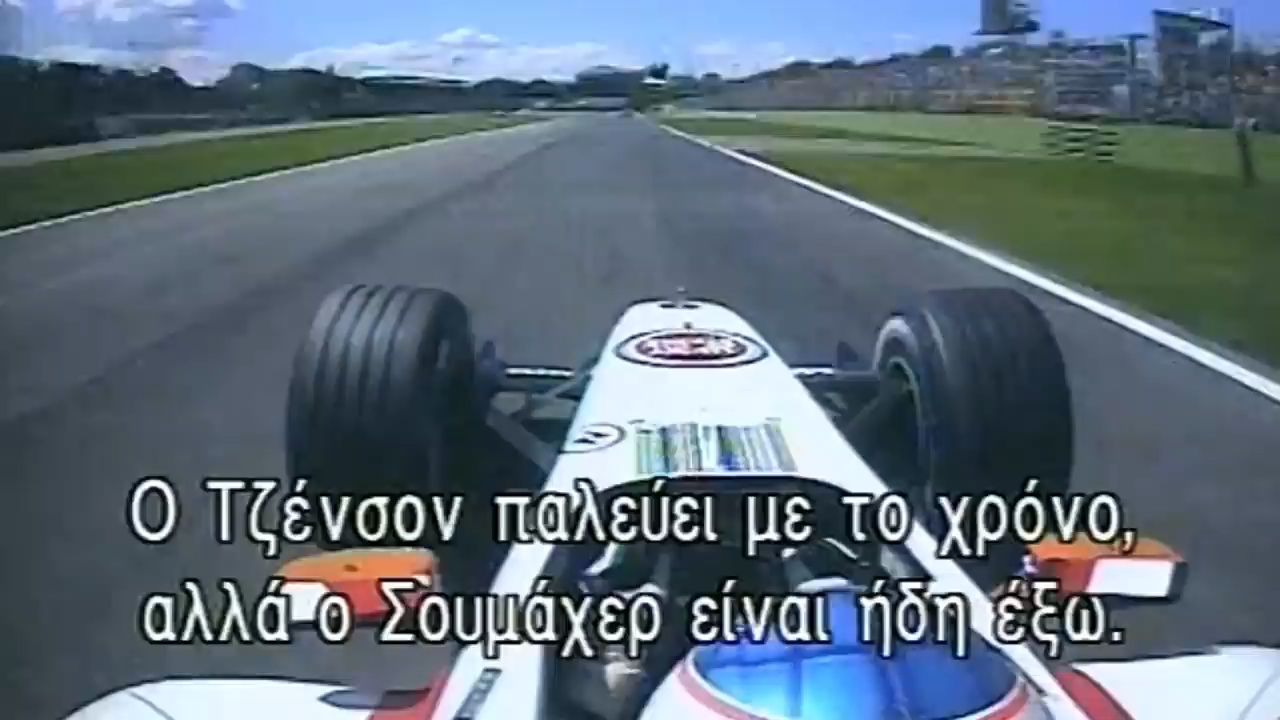 Ο Τζένσον παλεύει με το χρόνο,
αλλά ο Σουμάχερ είναι ήδη έξω.